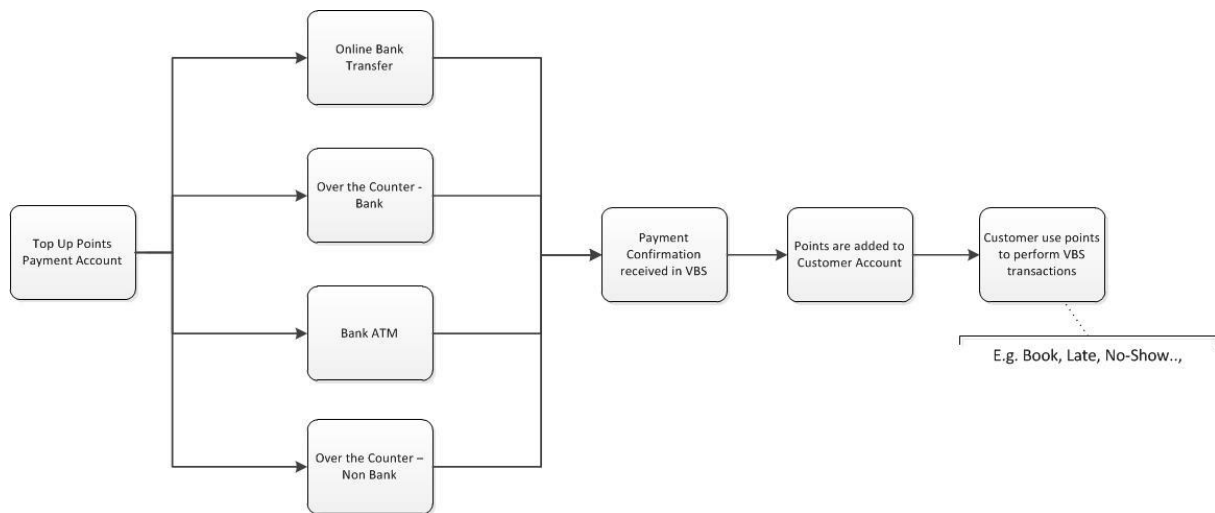 Top Up Points
Payment Account
Online Bank
Transfer
Over the Counter -
Bank
Bank ATM
Over the Counter –
Non Bank
Payment
Confirmation
received in VBS
Points are added to
Customer Account
Customer use points
to perform VBS
transactions
E.g. Book, Late, No-Show..,